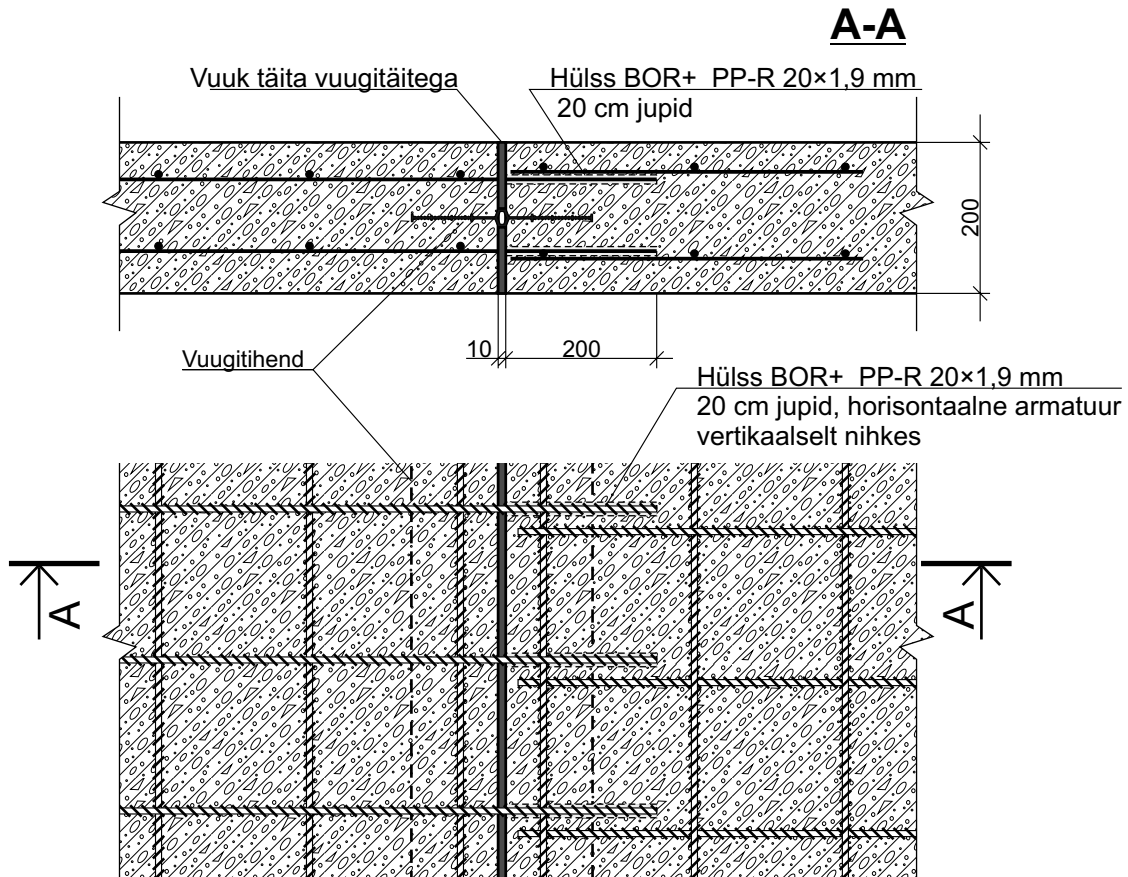 A-A
Vuuk täita vuugitäitega
Hülss BOR+ PP-R 20×1,9 mm
20 cm jupid
200
10
200
Vuugitihend
Hülss BOR+ PP-R 20×1,9 mm
20 cm jupid, horisontaalne armatuur
vertikaalselt nihkes
A
A